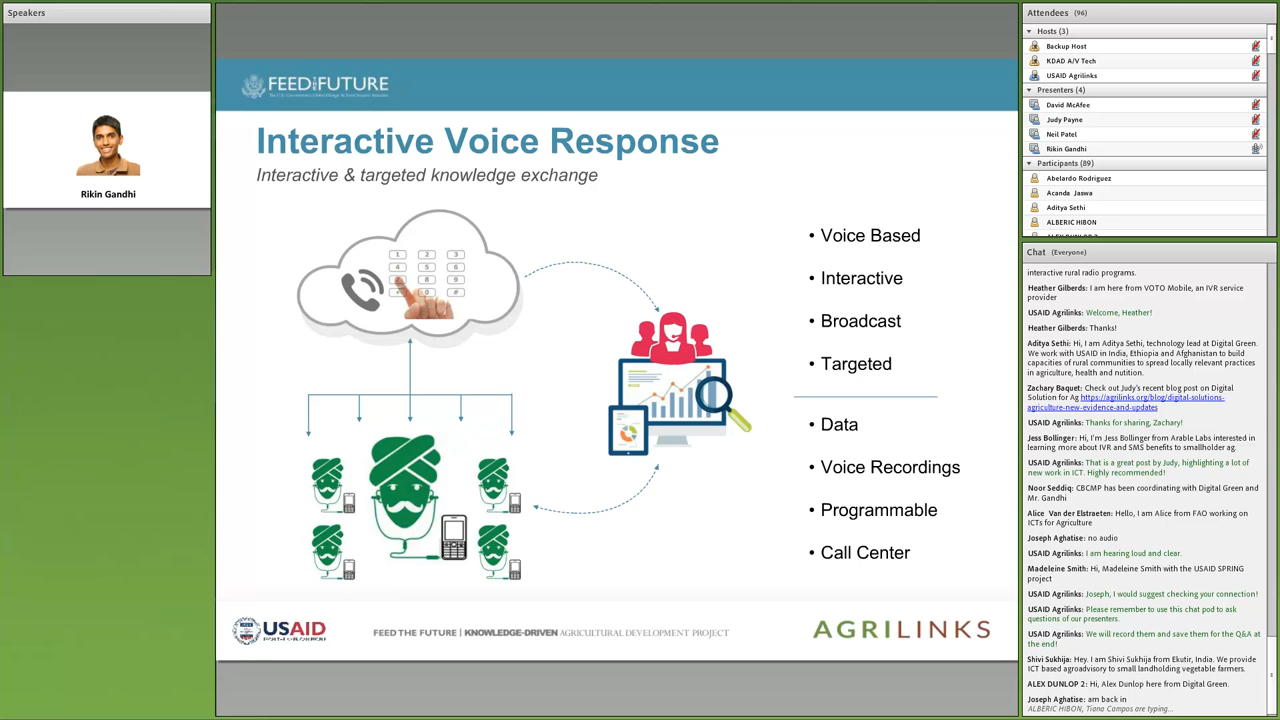 Speakers
Rikin Gandhi
FEED THE FUTURE
Interactive Voice Response
Interactive & targeted knowledge exchange
1 2 3
4 5 6
8 9
0 #
• Voice Based
• Interactive
• Broadcast
• Targeted
• Data
• Voice Recordings
• Programmable
• Call Center
USAID
FEED THE FUTURE | KNOWLEDGE-DRIVEN AGRICULTURAL DEVELOPMENT PROJECT
AGRILINKS
Attendees (96)
Hosts (3)
Backup Host
KDAD A/V Tech
USAID Agrilinks
Presenters (4)
David McAfee
Judy Payne
Neil Patel
Rikin Gandhi
Participants (89)
Abelardo Rodriguez
Acanda Jaswa
Aditya Sethi
ALBERIC HIBON
ALEX DUNLOP 2
Chat (Everyone)
interactive rural radio programs.
Heather Gilberds: I am here from VOTO Mobile, an IVR service
provider
USAID Agrilinks: Welcome, Heather!
Heather Gilberds: Thanks!
Aditya Sethi: Hi, I am Aditya Sethi, technology lead at Digital Green.
We work with USAID in India, Ethiopia and Afghanistan to build
capacities of rural communities to spread locally relevant practices
in agriculture, health and nutition.
Zachary Baquet: Check out Judy's recent blog post on Digital
Solution for Ag https://agrilinks.org/blog/digital-solutions-
agriculture-new-evidence-and-updates
USAID Agrilinks: Thanks for sharing, Zachary!
Jess Bollinger: Hi, I'm Jess Bollinger from Arable Labs interested in
learning more about IVR and SMS benefits to smallholder ag.
USAID Agrilinks: That is a great post by Judy, highlighting a lot of
new work in ICT. Highly recommended!
Noor Seddiq: CBCMP has been coordinating with Digital Green and
Mr. Gandhi
Alice Van der Elstraeten: Hello, I am Alice from FAO working on
ICTs for Agriculture
Joseph Aghatise: no audio
USAID Agrilinks: I am hearing loud and clear.
Madeleine Smith: Hi, Madeleine Smith with the USAID SPRING
project
USAID Agrilinks: Joseph, I would suggest checking your connection!
USAID Agrilinks: Please remember to use this chat pod to ask
questions of our presenters.
USAID Agrilinks: We will record them and save them for the Q&A at
the end!
Shivi Sukhija: Hey. I am Shivi Sukhija from Ekutir, India. We provide
ICT based agroadvisory to small landholding vegetable farmers.
ALEX DUNLOP 2: Hi, Alex Dunlop here from Digital Green.
Joseph Aghatise: am back in
ALBERIC HIBON, Tiana Campos are typing...